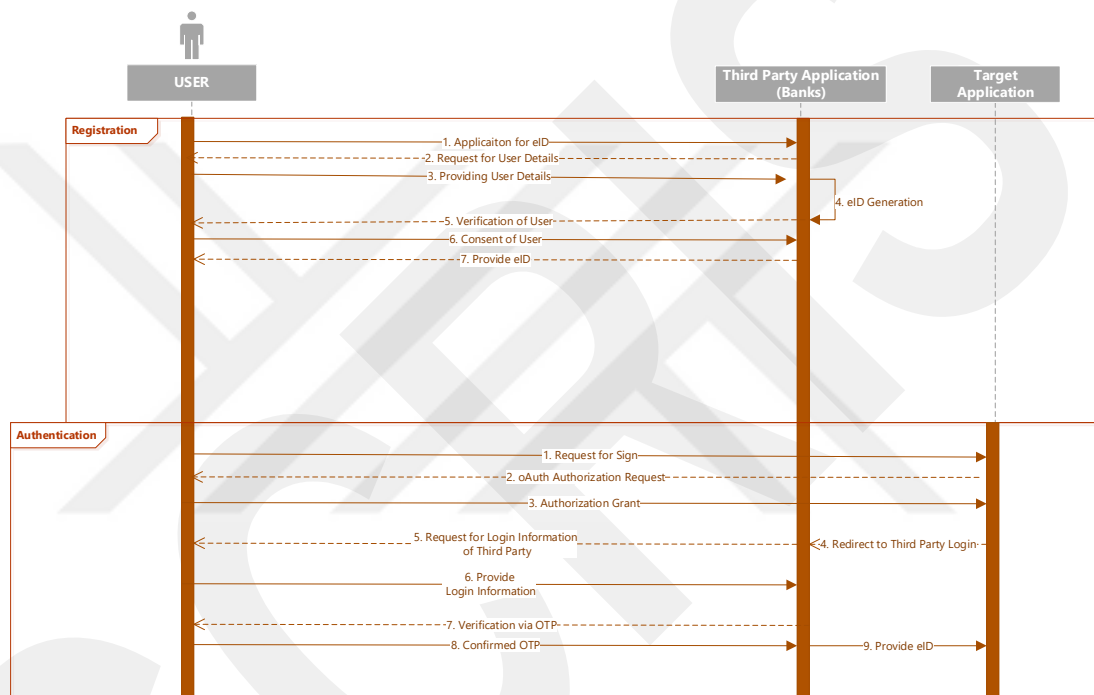 USER
Third Party Application
(Banks)
Target
Application
Registration
1. Applicaiton for eID
2. Request for User Details
3. Providing User Details
4. eID Generation
5. Verification of User
6. Consent of User
7. Provide eID
Authentication
1. Request for Sign
2. oAuth Authorization Request
3. Authorization Grant
4. Redirect to Third Party Login
5. Request for Login Information
of Third Party
6. Provide
Login Information
7. Verification via OTP
8. Confirmed OTP
9. Provide eID